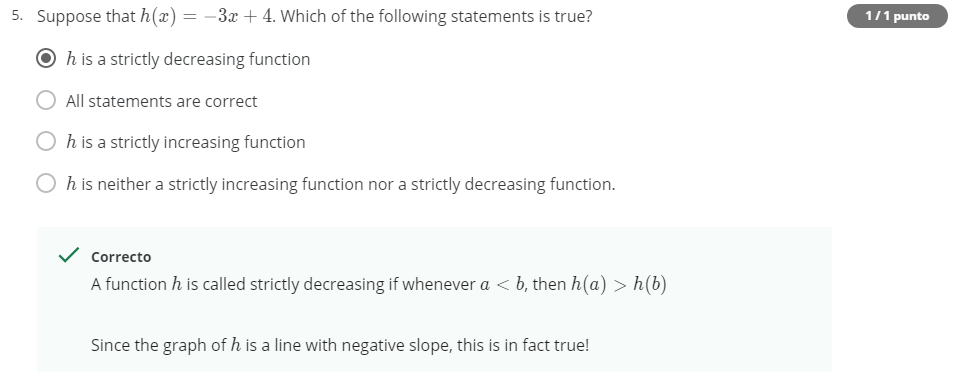 5. Suppose that h(x) = −3x + 4. Which of the following statements is true?
1 / 1 punto
h is a strictly decreasing function
All statements are correct
h is a strictly increasing function
h is neither a strictly increasing function nor a strictly decreasing function.
Correcto
A function h is called strictly decreasing if whenever a < b, then h(a) > h(b)
Since the graph of h is a line with negative slope, this is in fact true!